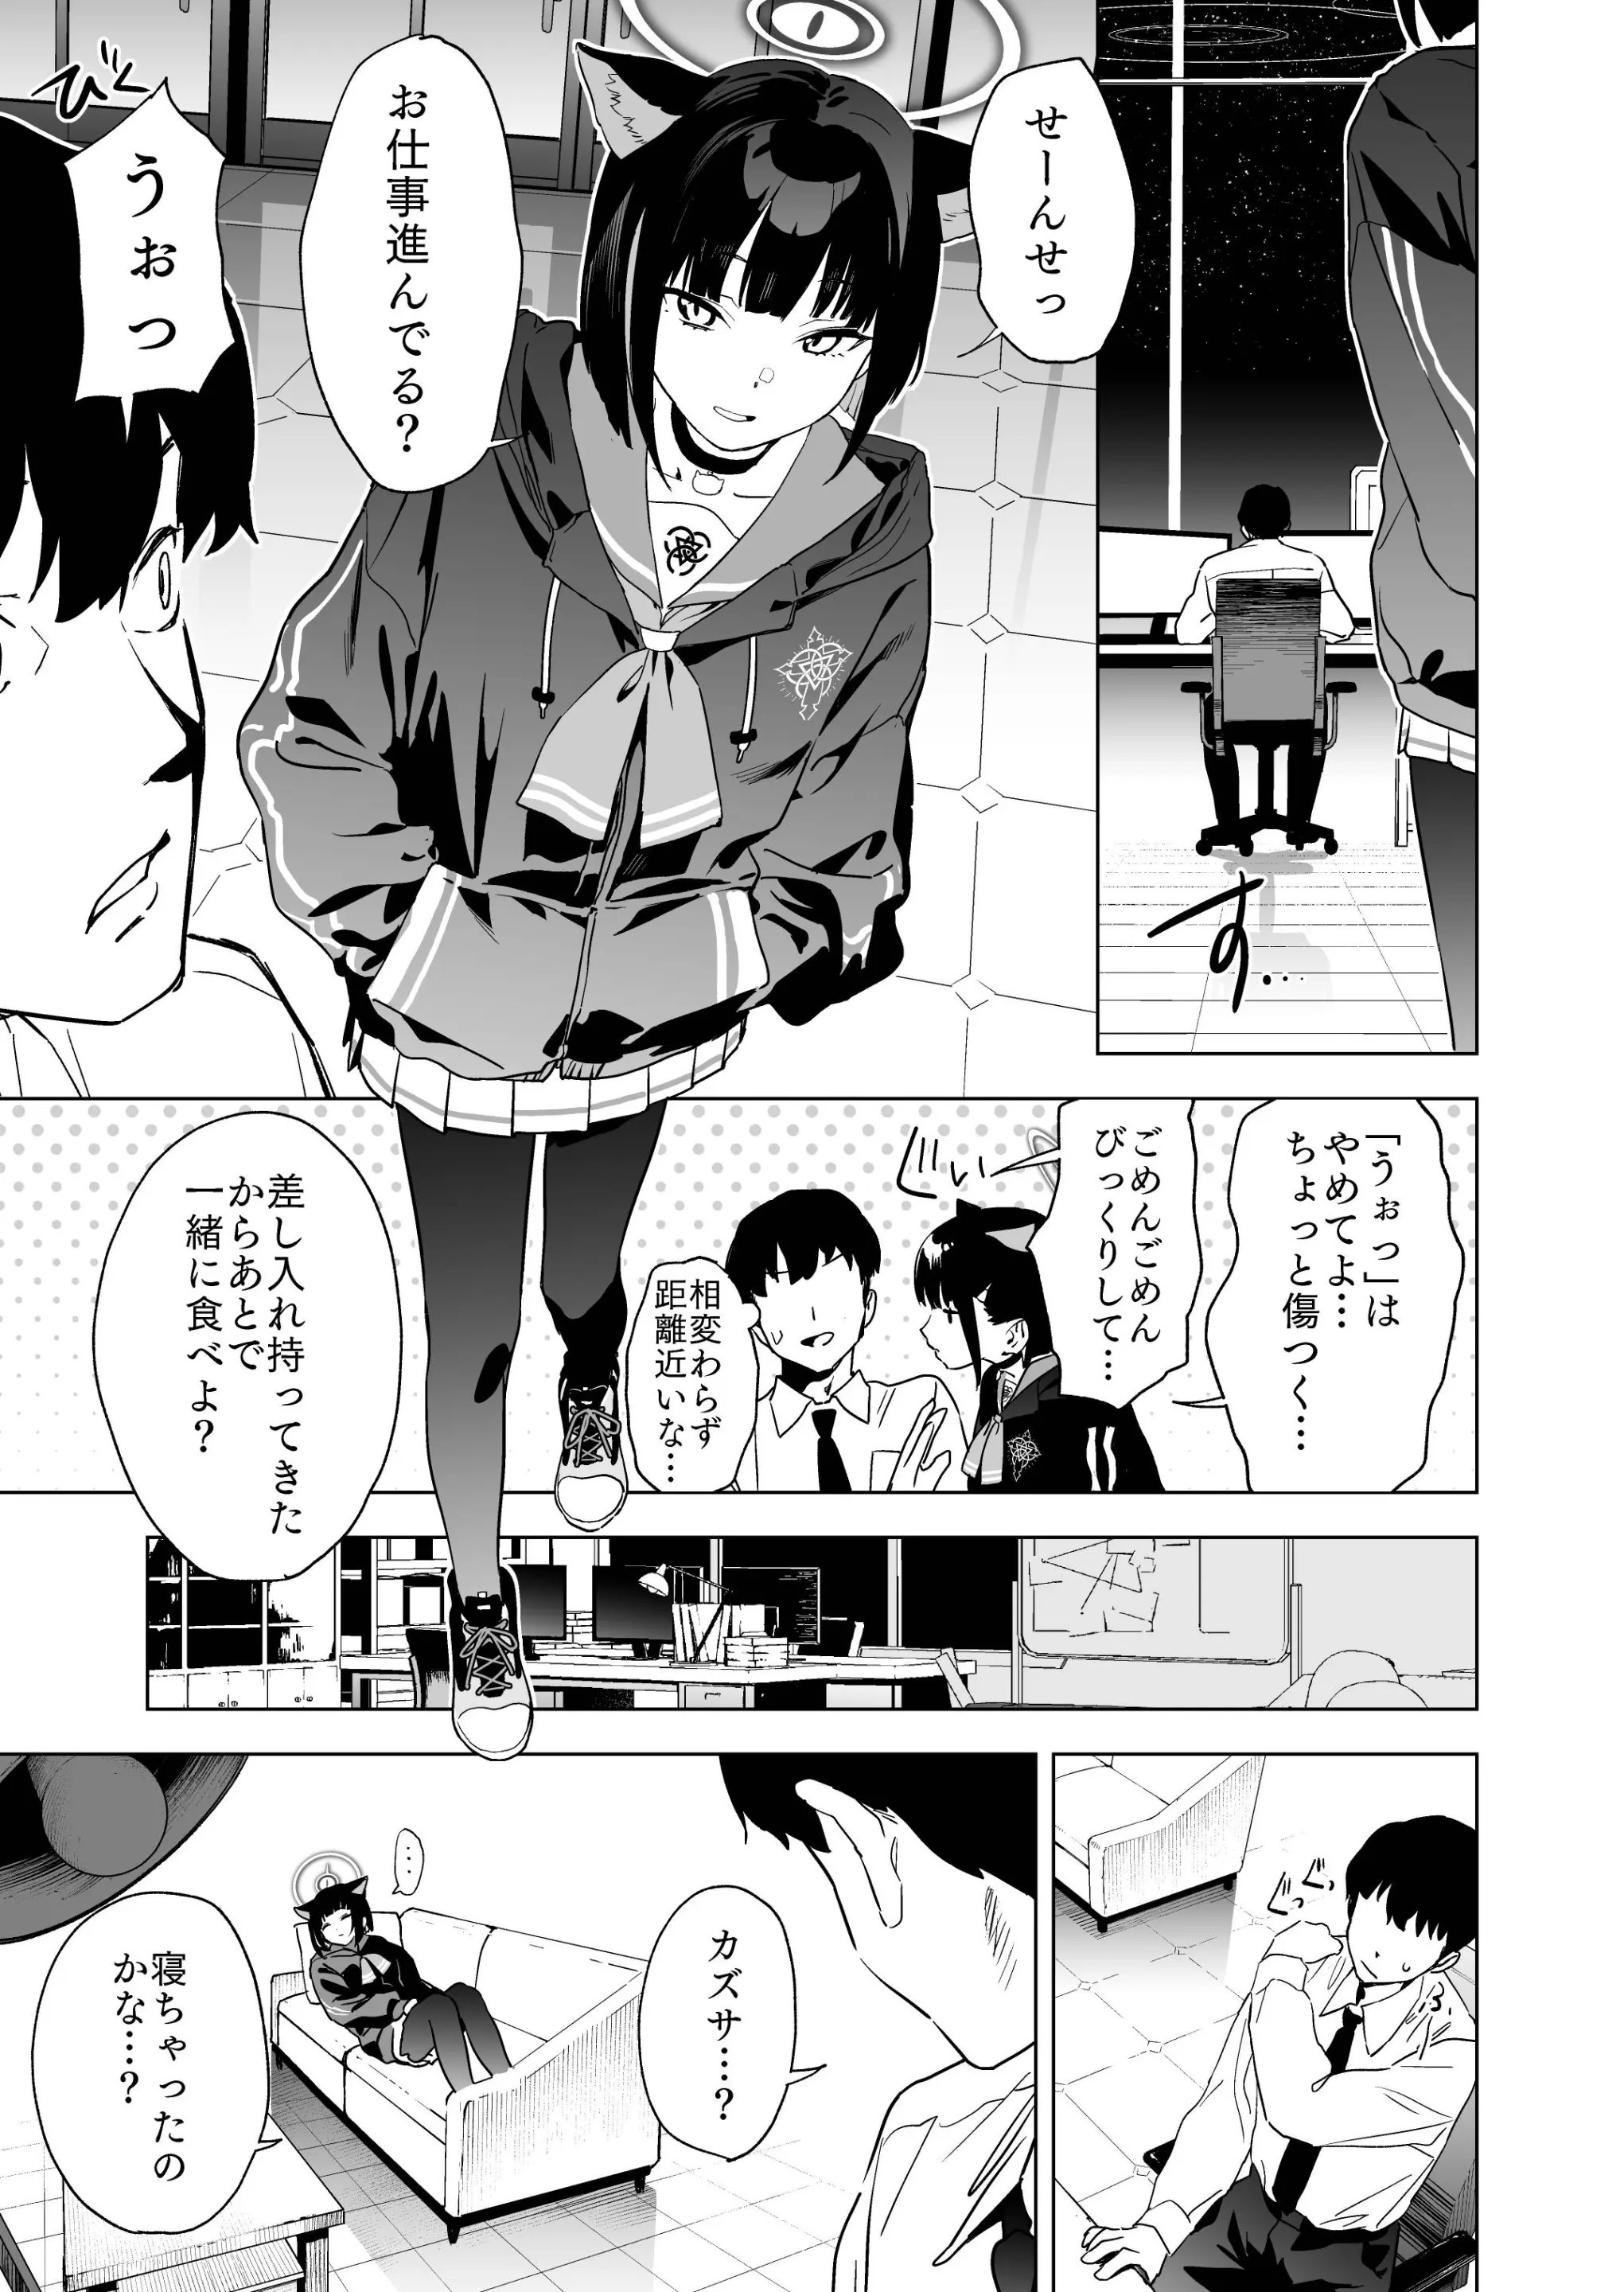 す…
せーんせっ
お仕事進んでる？
びく
うぉっ
「うぉっ」は
やめてよ…
ちょっと傷つく…
ごめんごめん
びっくりして…
ぐいっ
相変わらず
距離近いな…
差し入れ持ってきた
からあとで
一緒に食べよ？
ぐっぐっ
カズサ……？
…
寝ちゃったの
かな……？